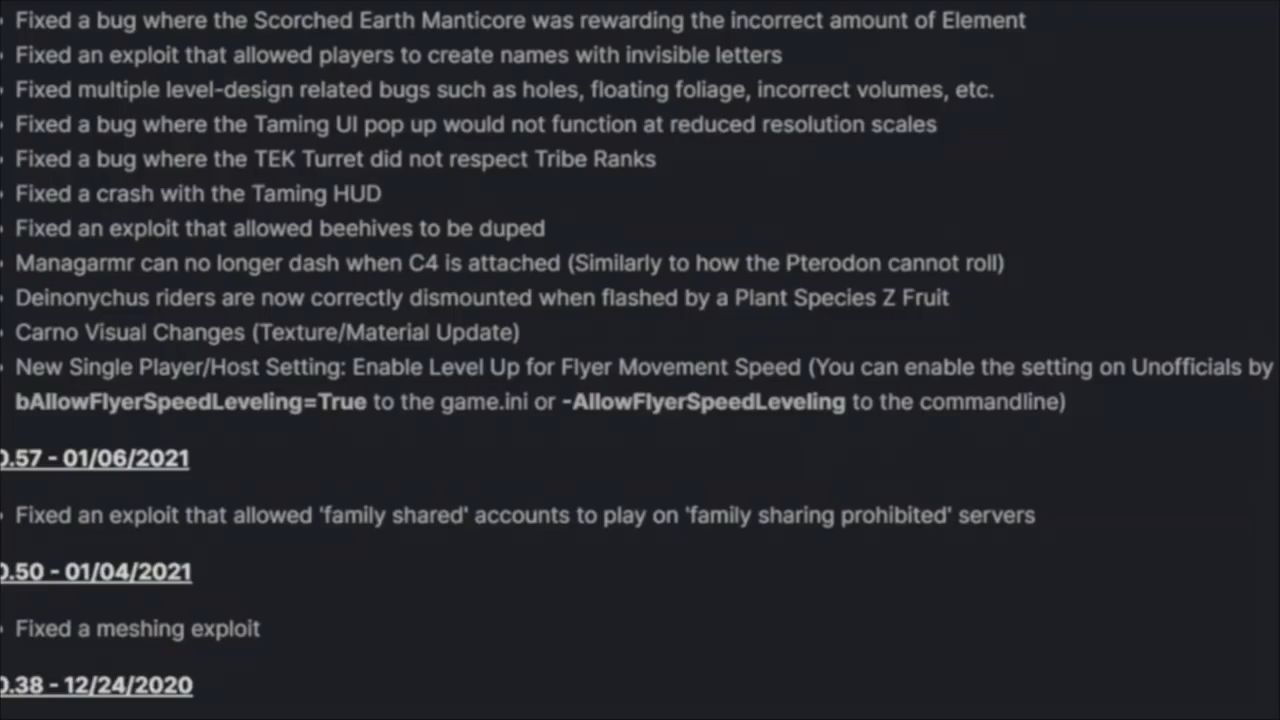 Fixed a bug where the Scorched Earth Manticore was rewarding the incorrect amount of Element
Fixed an exploit that allowed players to create names with invisible letters
Fixed multiple level-design related bugs such as holes, floating foliage, incorrect volumes, etc.
Fixed a bug where the Taming UI pop up would not function at reduced resolution scales
Fixed a bug where the TEK Turret did not respect Tribe Ranks
Fixed a crash with the Taming HUD
Fixed an exploit that allowed beehives to be duped
Managarmr can no longer dash when C4 is attached (Similarly to how the Pterodon cannot roll)
Deinonychus riders are now correctly dismounted when flashed by a Plant Species Z Fruit
Carno Visual Changes (Texture/Material Update)
New Single Player/Host Setting: Enable Level Up for Flyer Movement Speed (You can enable the setting on Unofficials by
bAllowFlyerSpeedLeveling=True to the game.ini or -AllowFlyerSpeedLeveling to the commandline)
0.57 - 01/06/2021
Fixed an exploit that allowed 'family shared' accounts to play on 'family sharing prohibited' servers
0.50 - 01/04/2021
Fixed a meshing exploit
0.38 - 12/24/2020